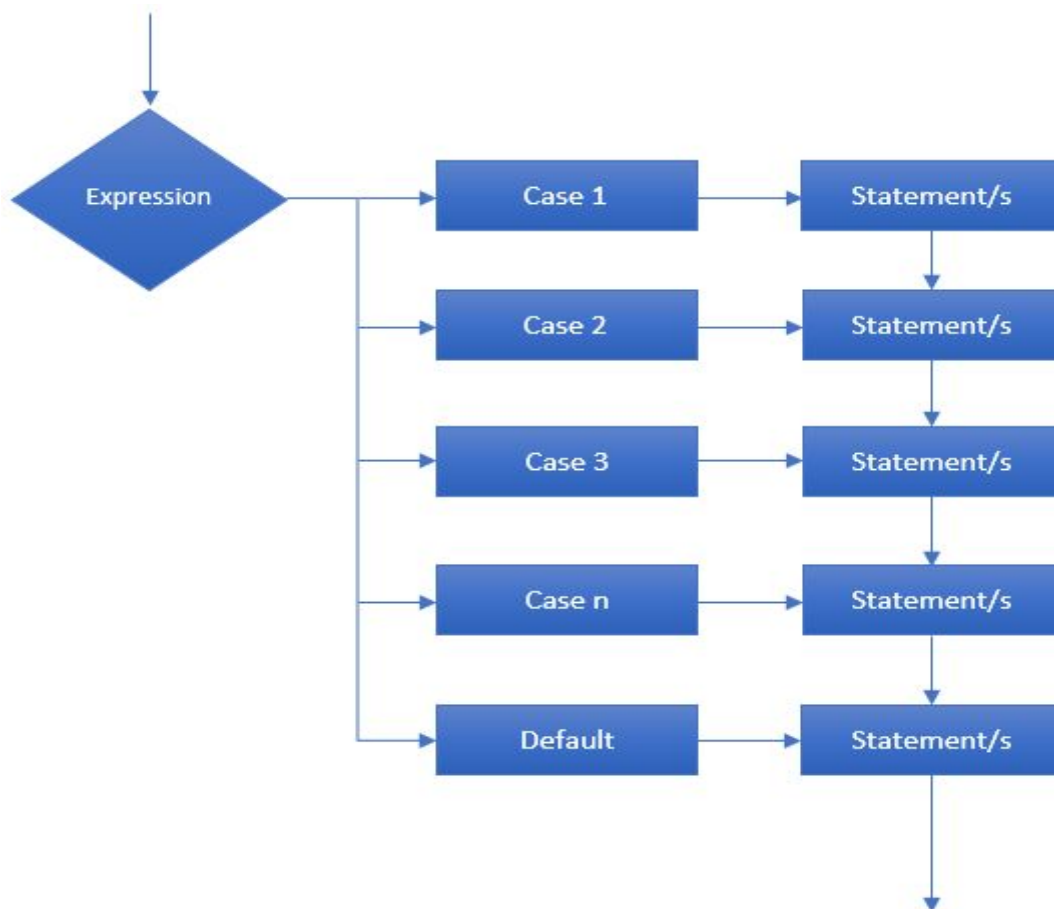 Expression
Case 1
Statement/s
Case 2
Statement/s
Case 3
Statement/s
Case n
Statement/s
Default
Statement/s